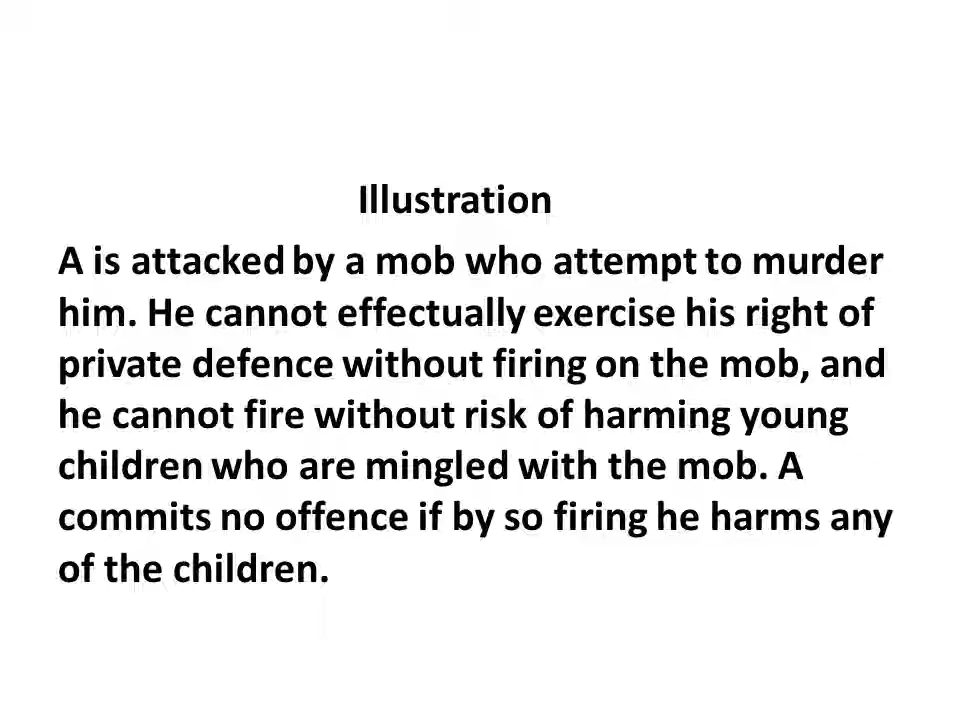 Illustration
A is attacked by a mob who attempt to murder
him. He cannot effectually exercise his right of
private defence without firing on the mob, and
he cannot fire without risk of harming young
children who are mingled with the mob. A
commits no offence if by so firing he harms any
of the children.